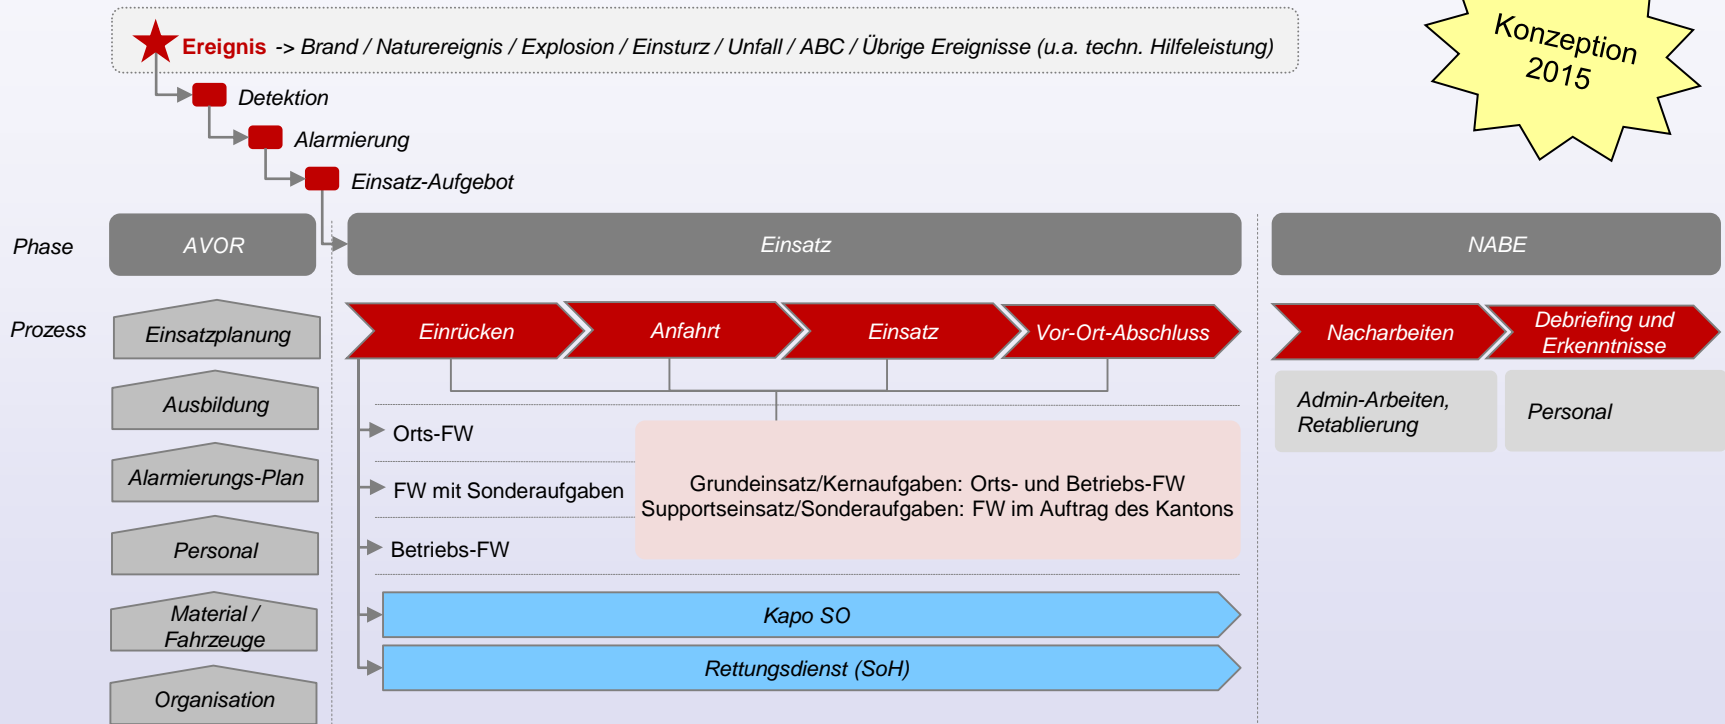 Konzeption
2015
Ereignis -> Brand / Naturereignis / Explosion / Einsturz / Unfall / ABC / Übrige Ereignisse (u.a. techn. Hilfeleistung)
Detektion
Alarmierung
Einsatz-Aufgebot
Phase
AVOR
Einsatz
NABE
Prozess
Einsatzplanung
Einrücken
Anfahrt
Einsatz
Vor-Ort-Abschluss
Nacharbeiten
Debriefing und
Erkenntnisse
Ausbildung
Admin-Arbeiten,
Retablierung
Personal
Orts-FW
Alarmierungs-Plan
FW mit Sonderaufgaben
Grundeinsatz/Kernaufgaben: Orts- und Betriebs-FW
Supportseinsatz/Sonderaufgaben: FW im Auftrag des Kantons
Personal
Betriebs-FW
Material /
Fahrzeuge
Kapo SO
Rettungsdienst (SoH)
Organisation